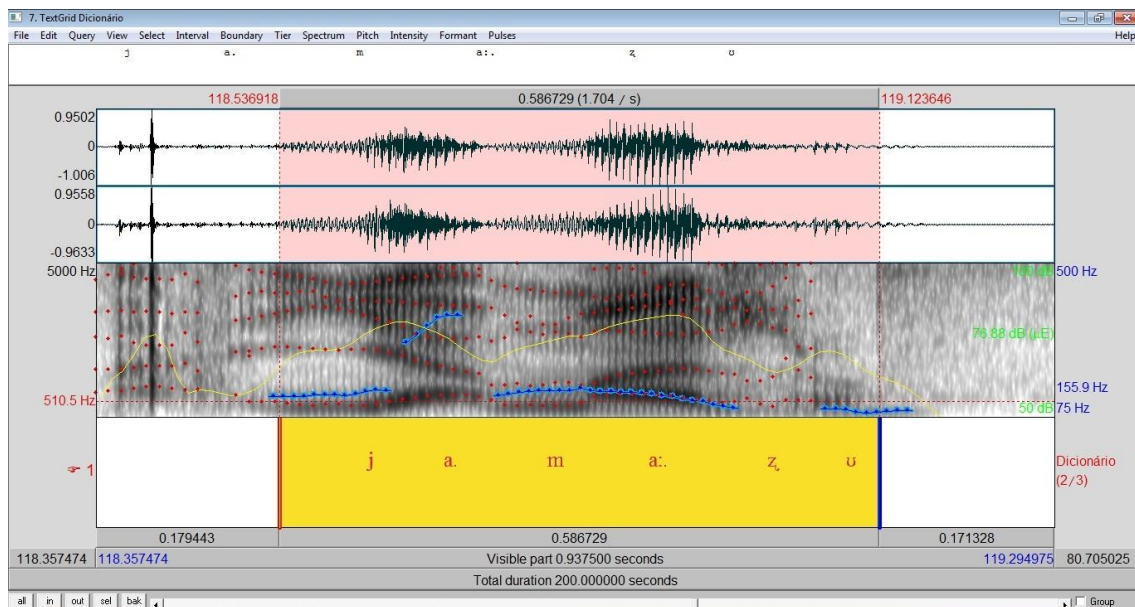 7. TextGrid Dicionário
File Edit Query View Select Interval Boundary Tier Spectrum Pitch Intensity Formant Pulses Help
j a. m a:. ʐ ʊ
118.536918 0.586729 (1.704 / s) 119.123646
0.9502
0
-1.006
0.9558
0
-0.9633
5000 Hz 500 Hz
76.88 dB (µE)
155.9 Hz
510.5 Hz 50 dB 75 Hz
☞ 1 j a. m a:. ʐ ʊ Dicionário
(2/3)
0.179443 0.586729 0.171328
118.357474 118.357474 Visible part 0.937500 seconds 119.294975 80.705025
Total duration 200.000000 seconds
all in out sel bak Group